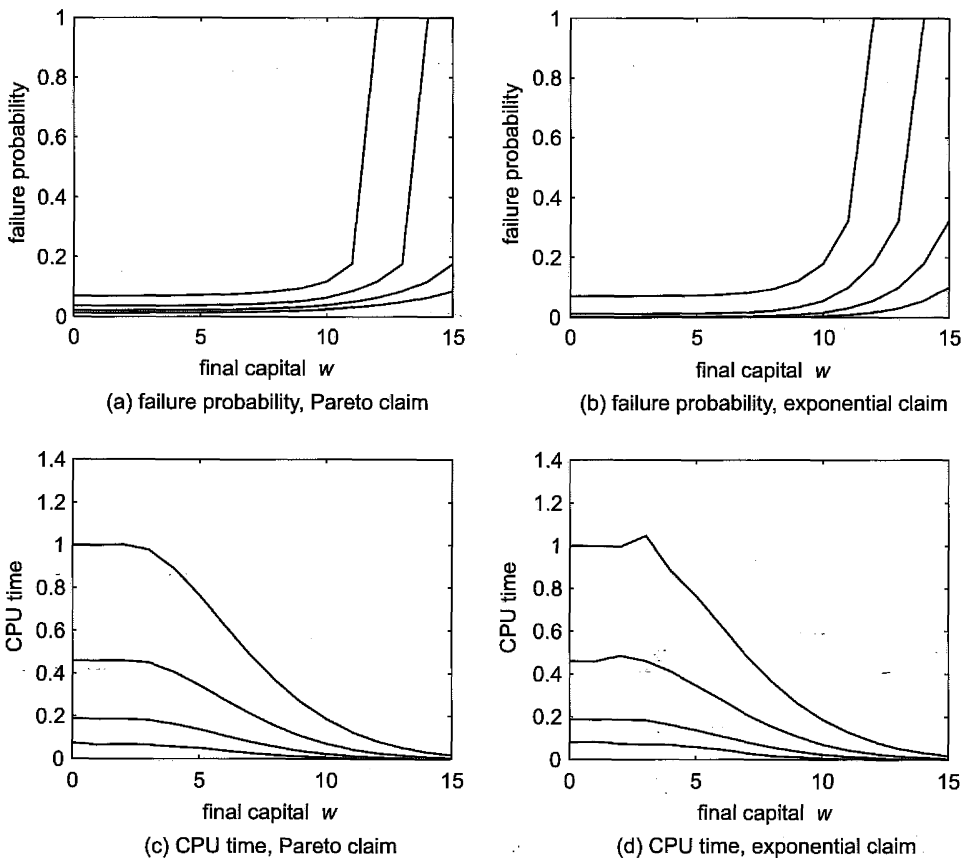 1
0.8
0.6
0.4
0.2
0
failure probability
0 5 10 15
final capital w
(a) failure probability, Pareto claim
1
0.8
0.6
0.4
0.2
0
failure probability
0 5 10 15
final capital w
(b) failure probability, exponential claim
1.4
1.2
1
0.8
0.6
0.4
0.2
0
CPU time
0 5 10 15
final capital w
(c) CPU time, Pareto claim
1.4
1.2
1
0.8
0.6
0.4
0.2
0
CPU time
0 5 10 15
final capital w
(d) CPU time, exponential claim